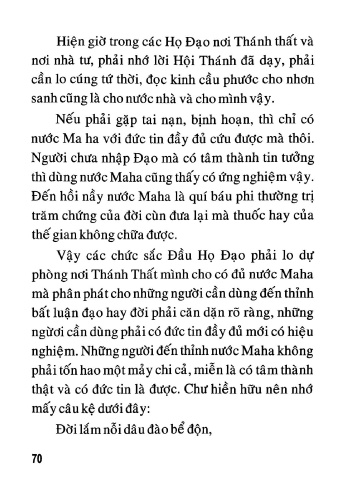 Hiện giờ trong các Họ Đạo nơi Thánh thất và
nơi nhà tư, phải nhớ lời Hội Thánh đã dạy, phải
cần lo cúng tứ thời, đọc kinh cầu phước cho nhơn
sanh cũng là cho nước nhà và cho mình vậy.
Nếu phải gặp tai nạn, bịnh hoạn, thì chỉ có
nước Ma ha với đức tin đầy đủ cứu được mà thôi.
Người chưa nhập Đạo mà có tâm thành tin tưởng
thì dùng nước Maha cũng thấy có ứng nghiệm vậy.
Đến hồi nầy nước Maha là quí báu phi thường trị
trăm chứng của đời cùn đưa lại mà thuốc hay của
thế gian không chữa được.
Vậy các chức sắc Đầu Họ Đạo phải lo dự
phòng nơi Thánh Thất mình cho có đủ nước Maha
mà phân phát cho những người cần dùng đến thỉnh
bất luận đạo hay đời phải căn dặn rõ ràng, những
ngừơi cần dùng phải có đức tin đầy đủ mới có hiệu
nghiệm. Những người đến thỉnh nước Maha không
phải tốn hao một mảy chi cả, miễn là có tâm thành
thật và có đức tin là được. Chư hiền hữu nên nhớ
mấy câu kệ dưới đây:
Đời lắm nỗi dâu đào bể độn,
70